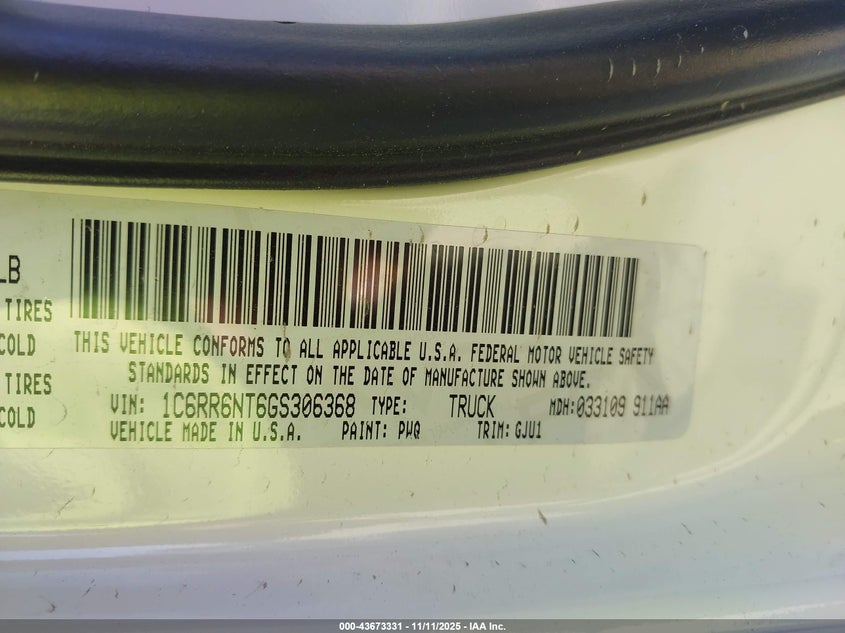 LB
TIRES
COLD
TIRES
COLD
THIS VEHICLE CONFORMS TO ALL APPLICABLE U.S.A. FEDERAL MOTOR VEHICLE SAFETY
STANDARDS IN EFFECT ON THE DATE OF MANUFACTURE SHOWN ABOVE.
VIN: 1C6RR6NT6GS306368 TYPE: TRUCK MDH:033109 911AA
VEHICLE MADE IN U.S.A. PAINT: PWQ TRIM: GJU1
000-43673331 - 11/11/2025 - IAA Inc.